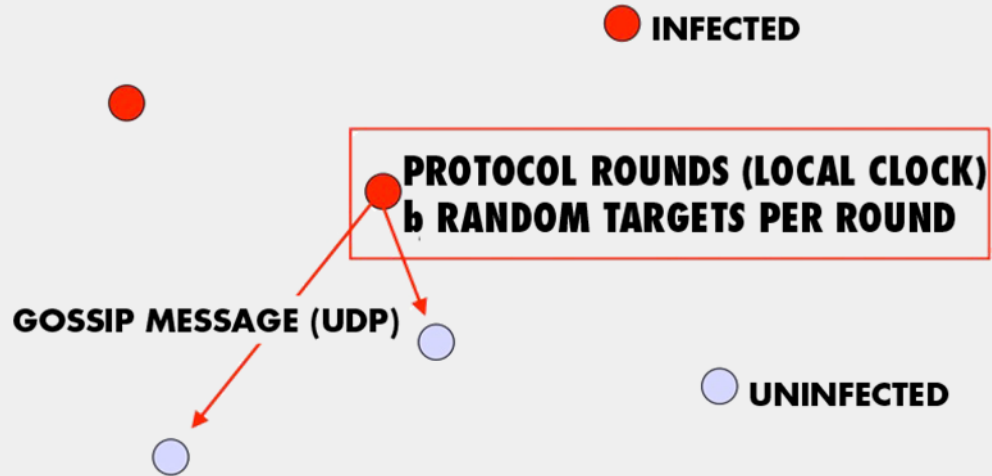 INFECTED
PROTOCOL ROUNDS (LOCAL CLOCK)
b RANDOM TARGETS PER ROUND
GOSSIP MESSAGE (UDP)
UNINFECTED